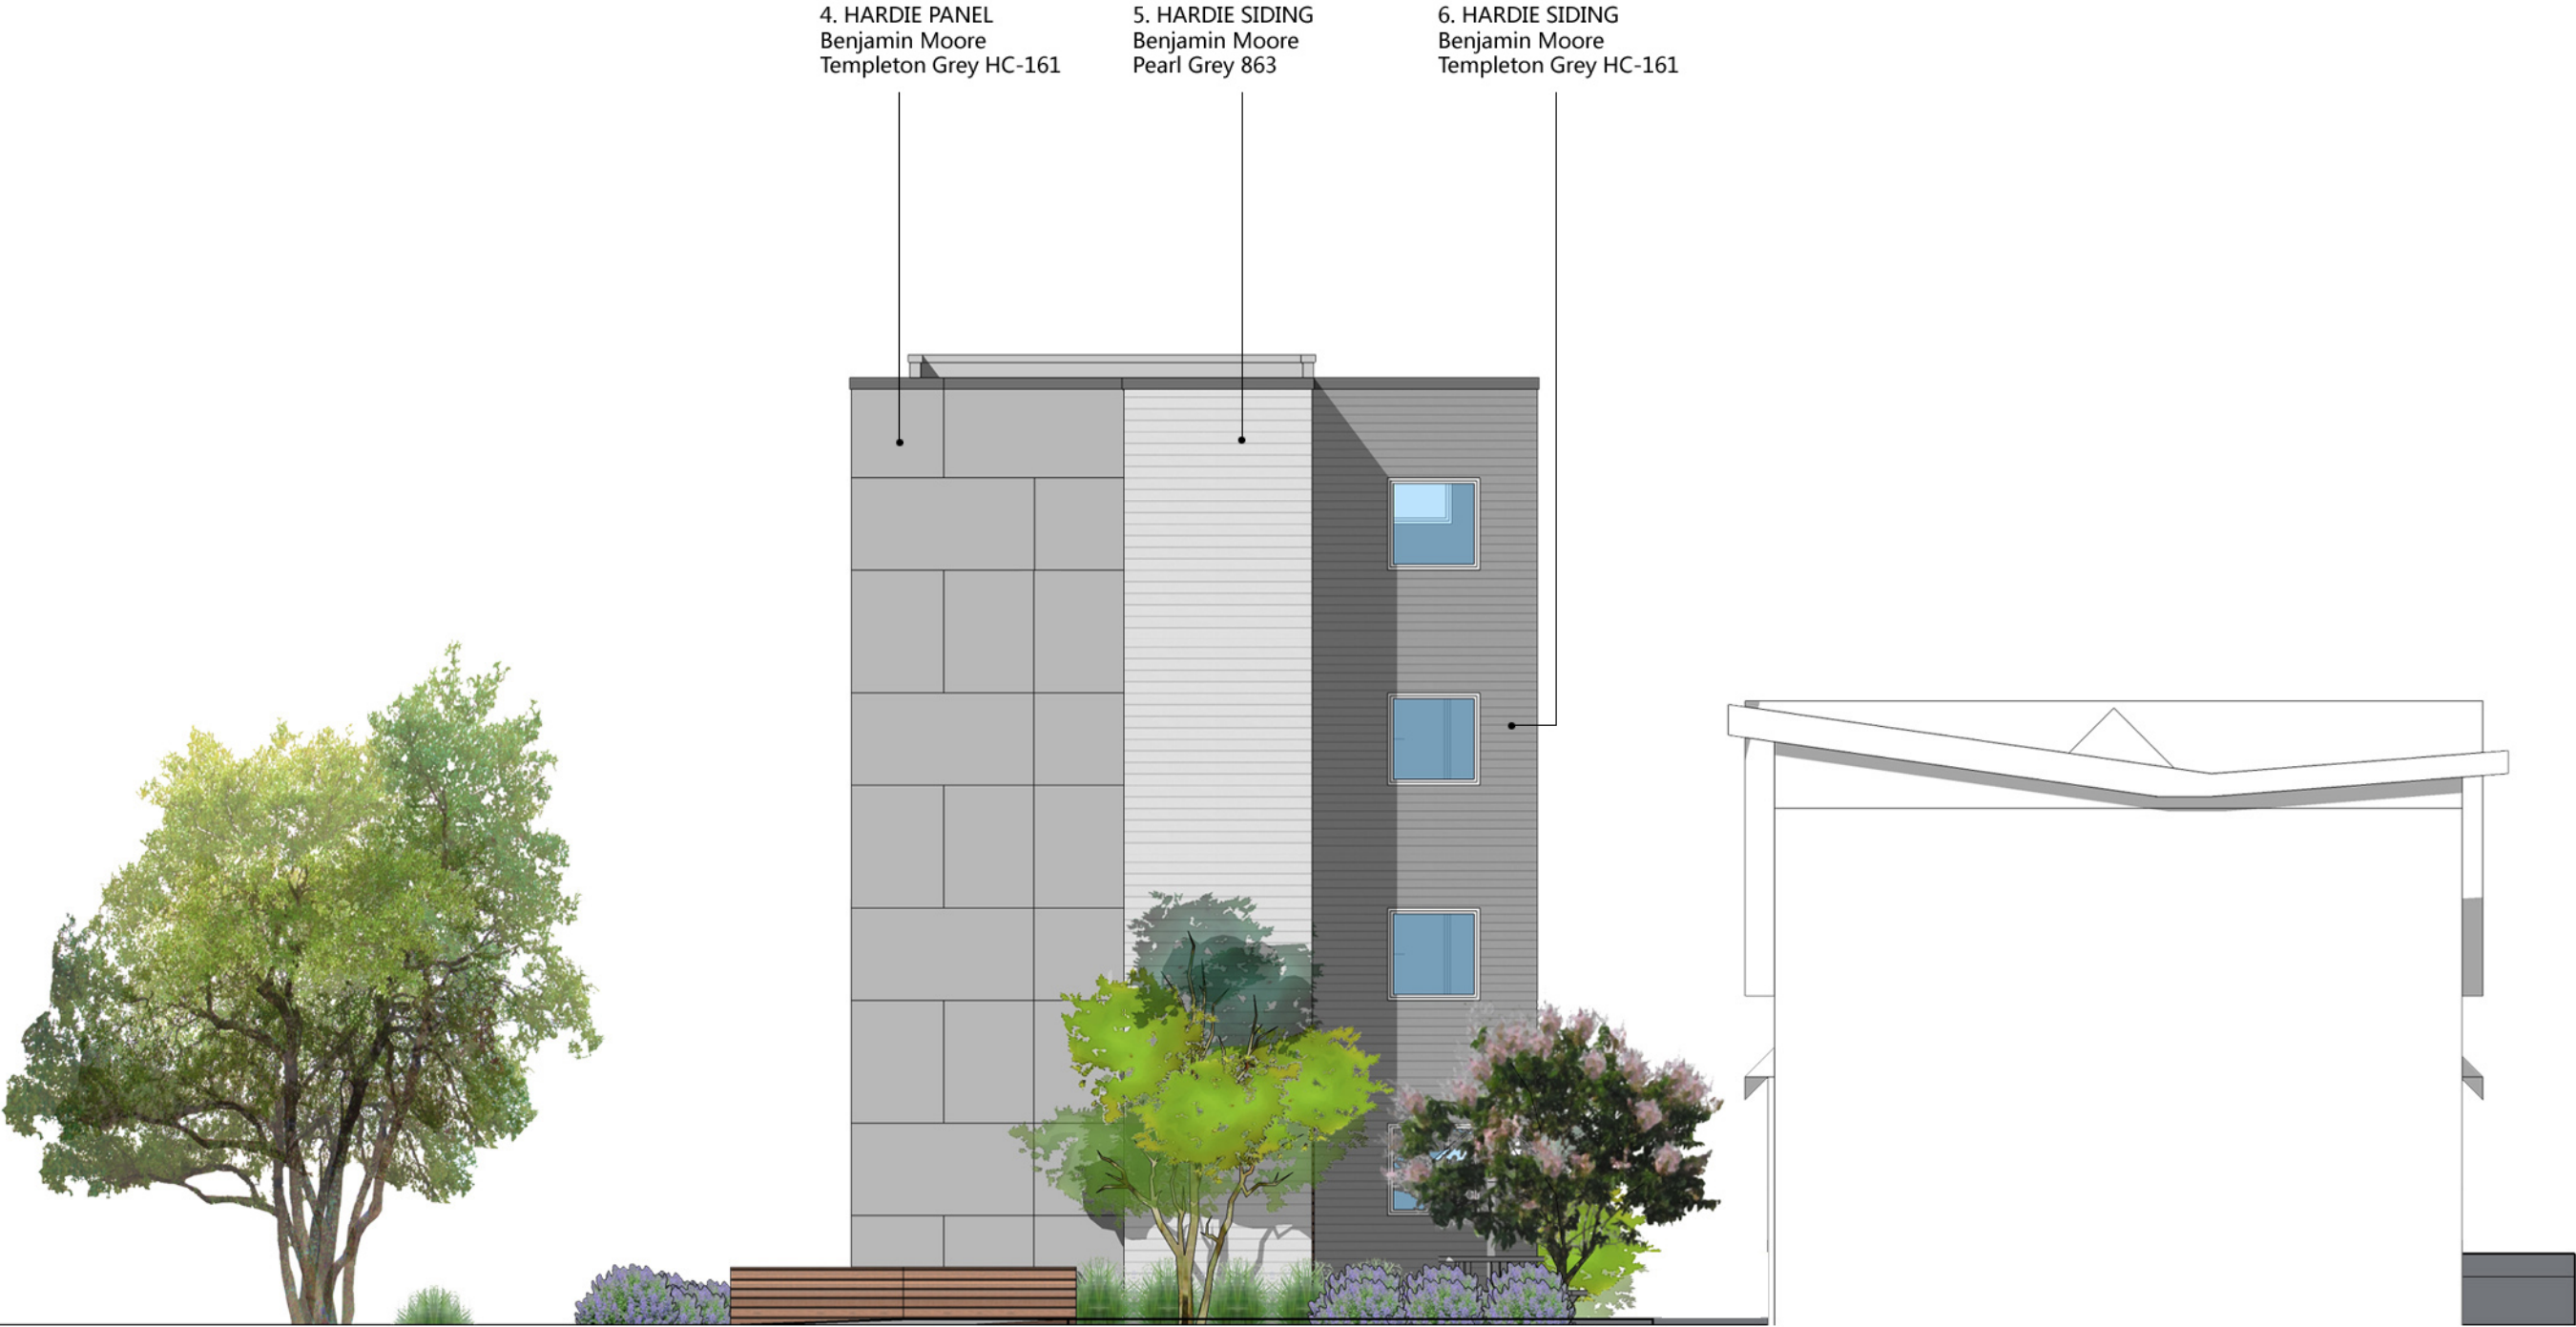 4. HARDIE PANEL
Benjamin Moore
Templeton Grey HC-161
5. HARDIE SIDING
Benjamin Moore
Pearl Grey 863
6. HARDIE SIDING
Benjamin Moore
Templeton Grey HC-161